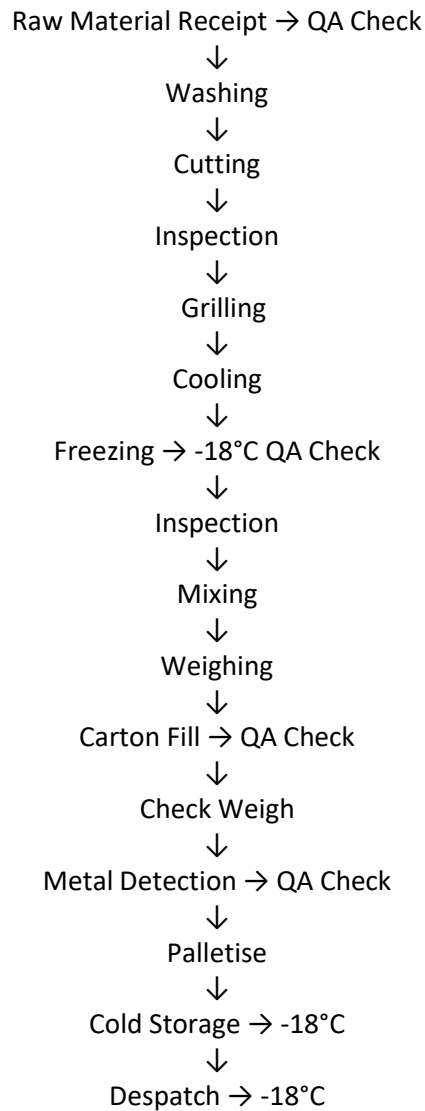 Raw Material Receipt → QA Check
↓
Washing
↓
Cutting
↓
Inspection
↓
Grilling
↓
Cooling
↓
Freezing → -18°C QA Check
↓
Inspection
↓
Mixing
↓
Weighing
↓
Carton Fill → QA Check
↓
Check Weigh
↓
Metal Detection → QA Check
↓
Palletise
↓
Cold Storage → -18°C
↓
Despatch → -18°C